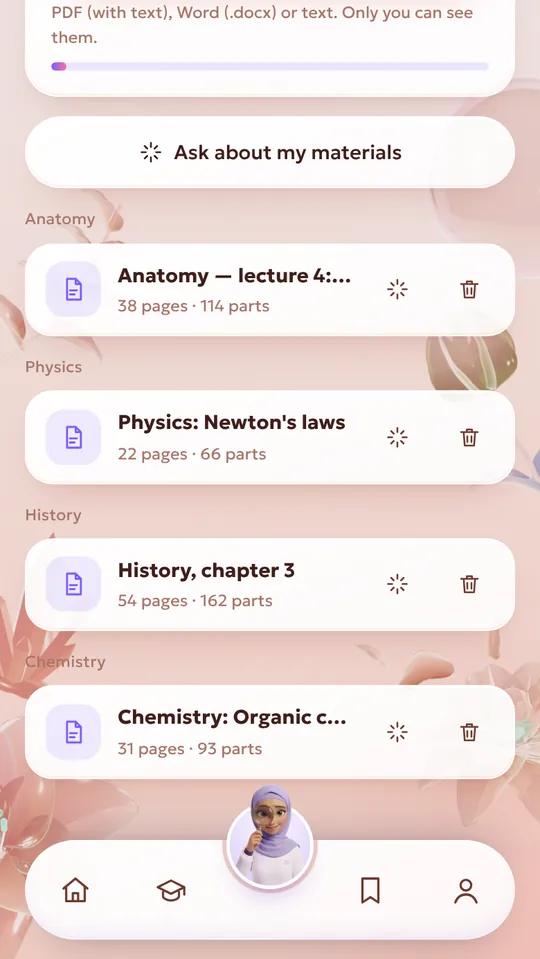 PDF (with text), Word (.docx) or text. Only you can see
them.
Ask about my materials
Anatomy
Anatomy — lecture 4:...
38 pages · 114 parts
Physics
Physics: Newton's laws
22 pages · 66 parts
History
History, chapter 3
54 pages · 162 parts
Chemistry
Chemistry: Organic c...
31 pages · 93 parts